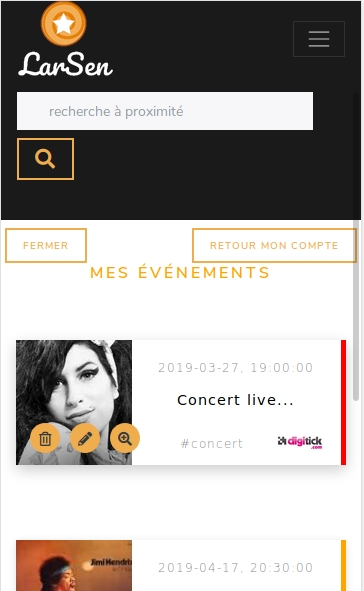 LarSen
recherche à proximité
FERMER
RETOUR MON COMPTE
MES ÉVÉNEMENTS
2019-03-27, 19:00:00
Concert live...
#concert
digitick
.com
Jimi Hendri
2019-04-17, 20:30:00